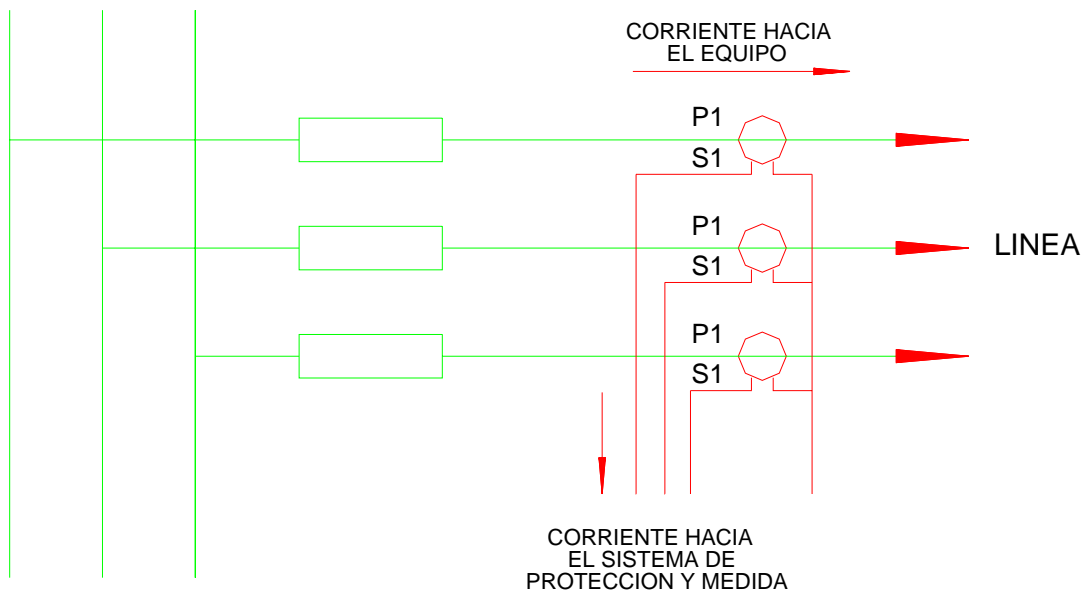 CORRIENTE HACIA
EL EQUIPO
P1
S1
P1
S1
LINEA
P1
S1
CORRIENTE HACIA
EL SISTEMA DE
PROTECCION Y MEDIDA